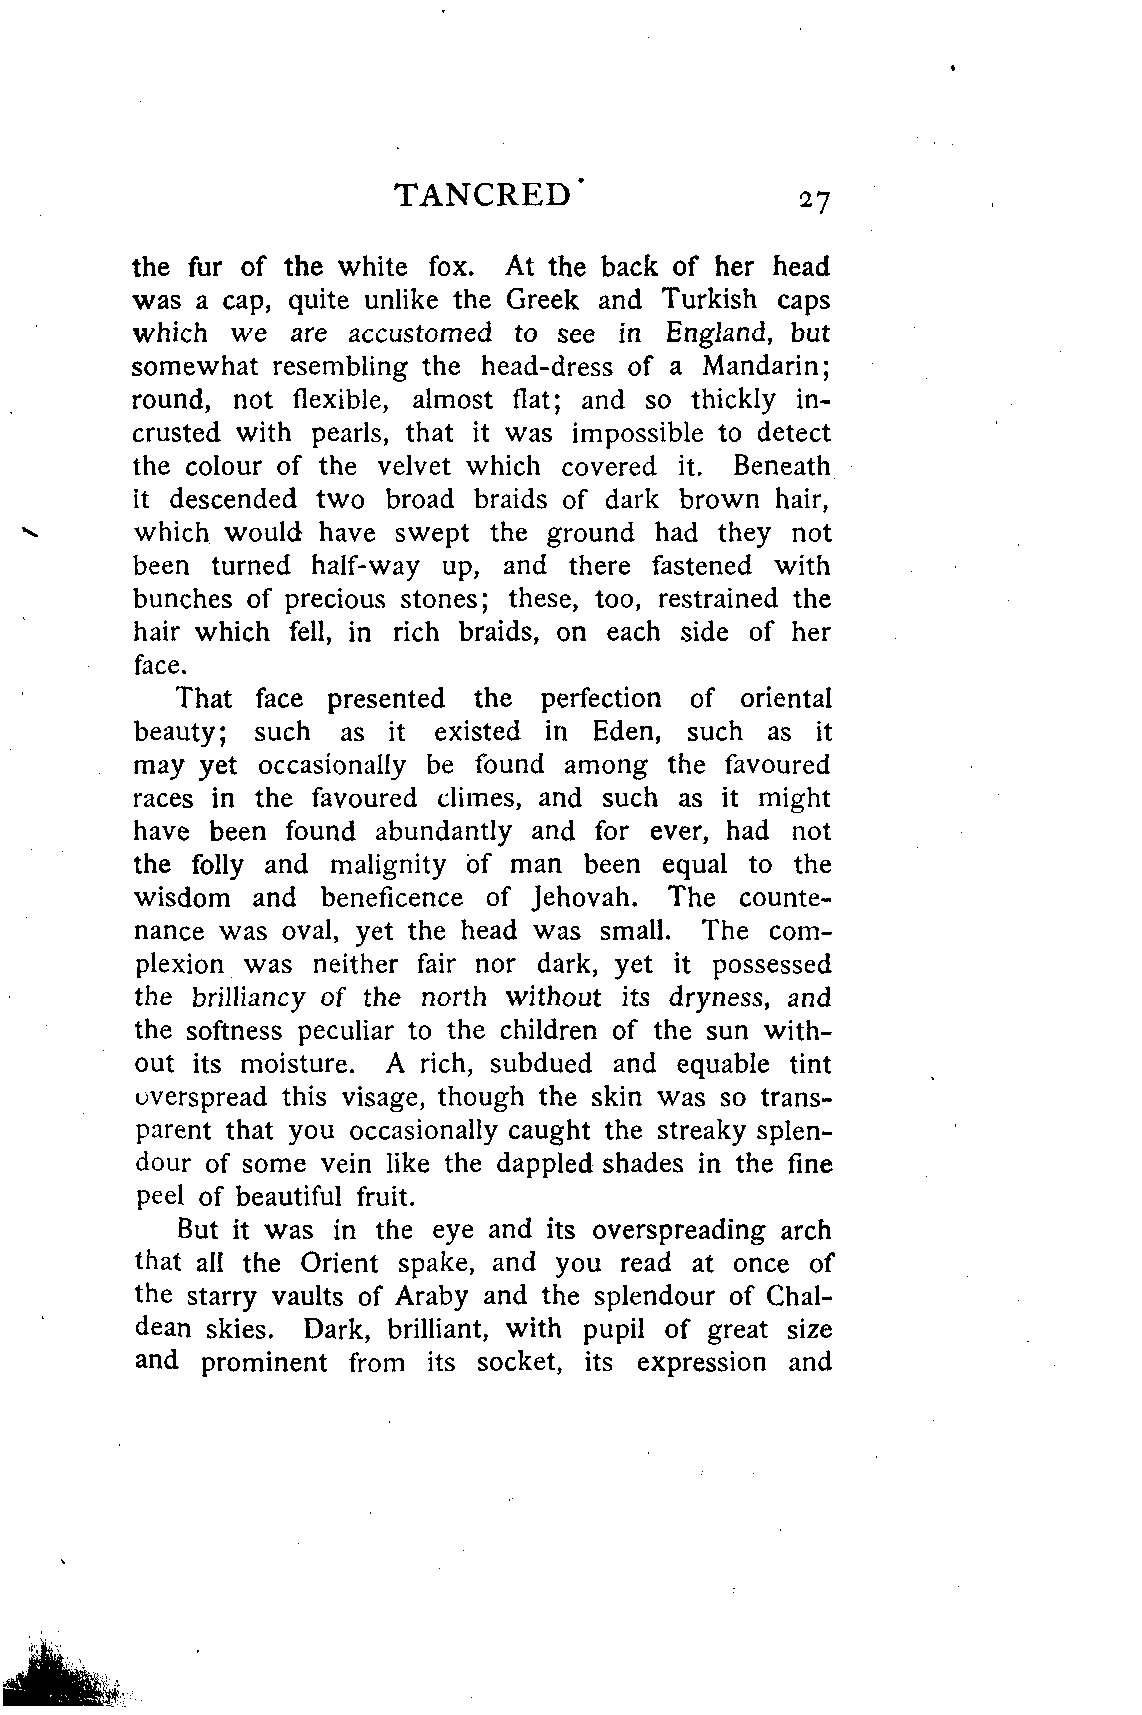 TANCRED 27
the fur of the white fox. At the back of her head
was a cap, quite unlike the Greek and Turkish caps
which we are accustomed to see in England, but
somewhat resembling the head-dress of a Mandarin;
round, not flexible, almost flat; and so thickly in-
crusted with pearls, that it was impossible to detect
the colour of the velvet which covered it. Beneath
it descended two broad braids of dark brown hair,
which would have swept the ground had they not
been turned half-way up, and there fastened with
bunches of precious stones; these, too, restrained the
hair which fell, in rich braids, on each side of her
face.
That face presented the perfection of oriental
beauty; such as it existed in Eden, such as it
may yet occasionally be found among the favoured
races in the favoured climes, and such as it might
have been found abundantly and for ever, had not
the folly and malignity of man been equal to the
wisdom and beneficence of Jehovah. The counte-
nance was oval, yet the head was small. The com-
plexion was neither fair nor dark, yet it possessed
the brilliancy of the north without its dryness, and
the softness peculiar to the children of the sun with-
out its moisture. A rich, subdued and equable tint
overspread this visage, though the skin was so trans-
parent that you occasionally caught the streaky splen-
dour of some vein like the dappled shades in the fine
peel of beautiful fruit.
But it was in the eye and its overspreading arch
that all the Orient spake, and you read at once of
the starry vaults of Araby and the splendour of Chal-
dean skies. Dark, brilliant, with pupil of great size
and prominent from its socket, its expression and